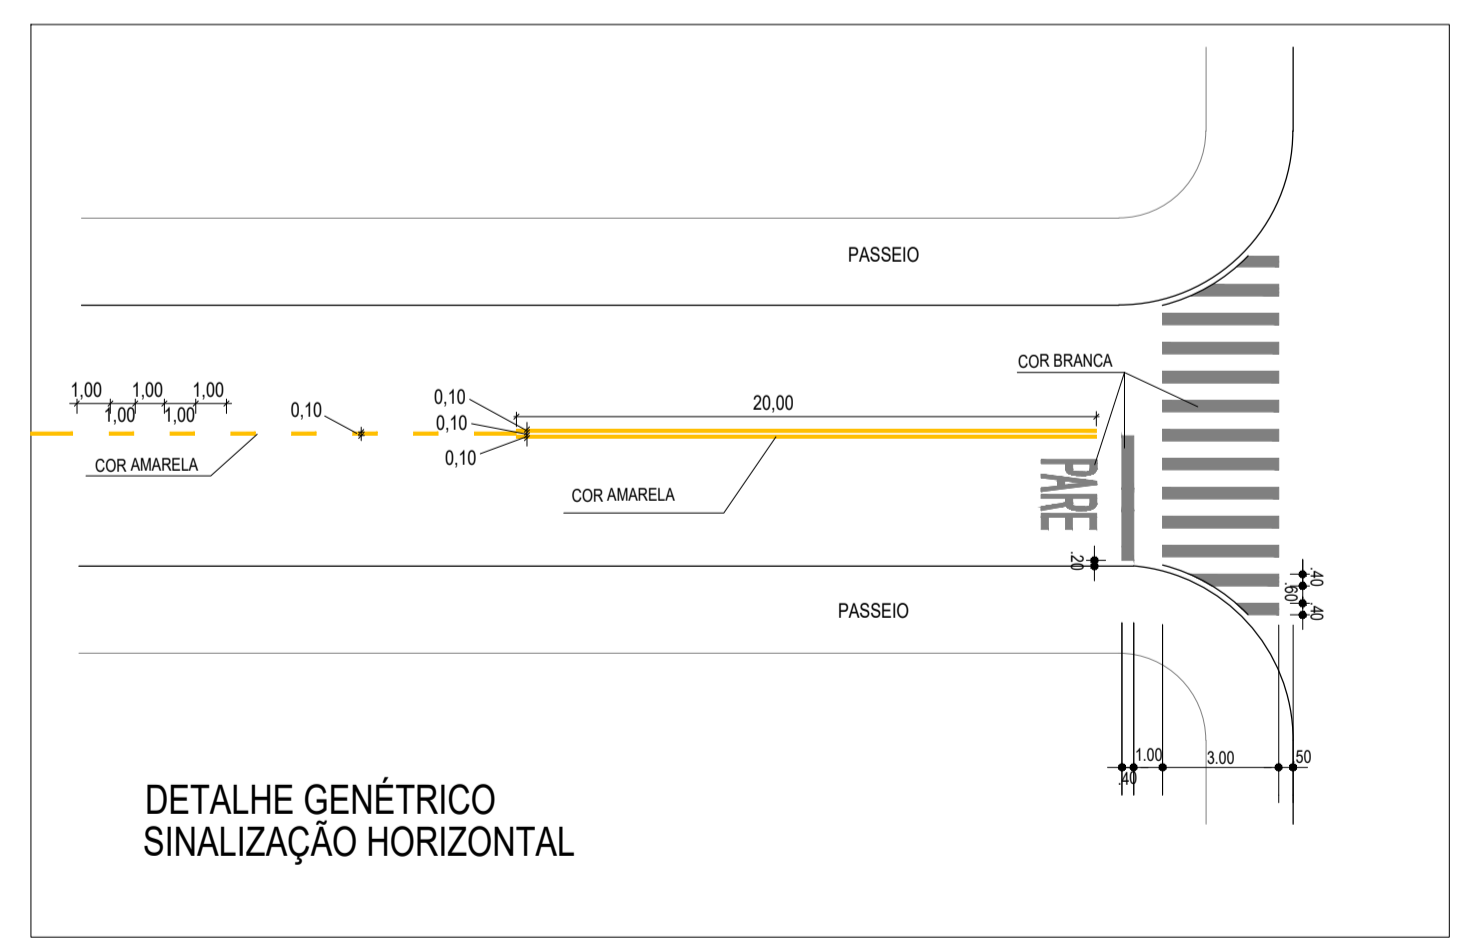 PASSEIO
COR BRANCA
1,00 1,00 1,00
1,00 1,00
0,10
0,10
0,10
0,10
20,00
COR AMARELA
COR AMARELA
PARE
.20
.40
.60
.40
PASSEIO
1.00 3.00 50
.40
DETALHE GENÉTRICO
SINALIZAÇÃO HORIZONTAL